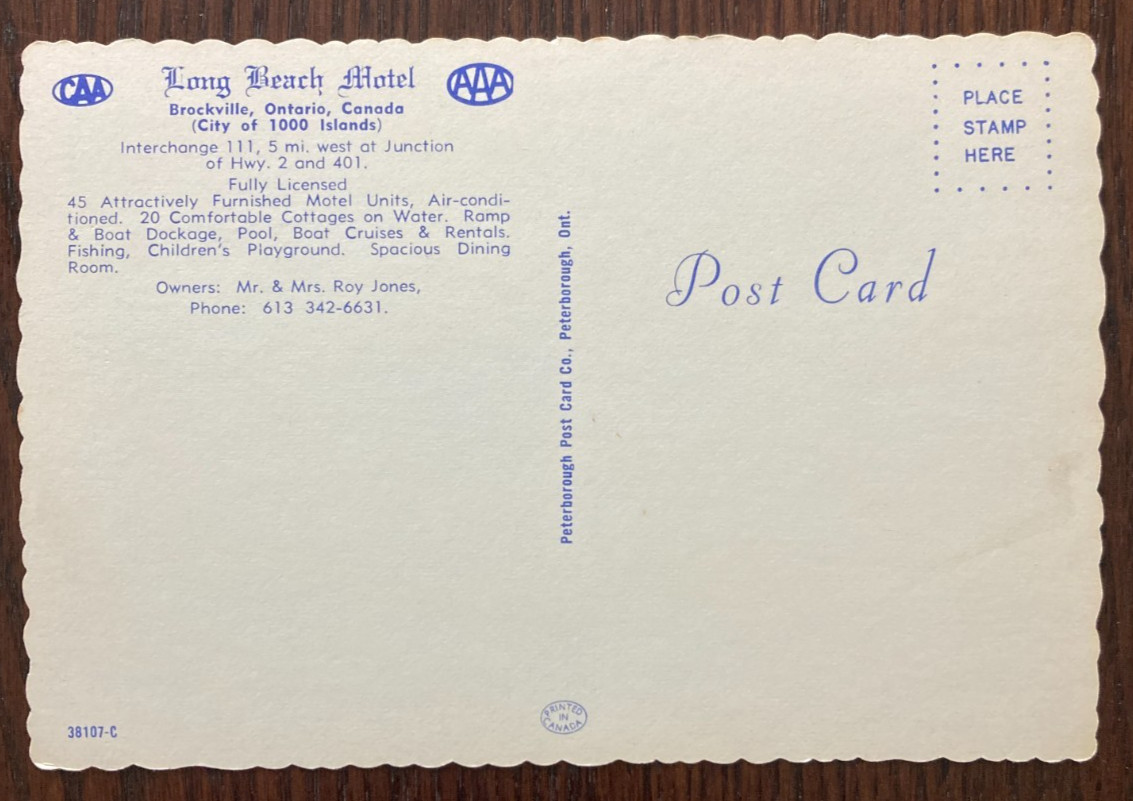 CAA
Long Beach Motel
AAA
Brockville, Ontario, Canada
(City of 1000 Islands)
Interchange 111, 5 mi. west at Junction
of Hwy. 2 and 401.
Fully Licensed
45 Attractively Furnished Motel Units, Air-condi-
tioned. 20 Comfortable Cottages on Water. Ramp
& Boat Dockage, Pool, Boat Cruises & Rentals.
Fishing, Children's Playground. Spacious Dining
Room.
Owners: Mr. & Mrs. Roy Jones,
Phone: 613 342-6631.
38107-C
Peterborough Post Card Co., Peterborough, Ont.
PRINTED
IN
CANADA
PLACE
STAMP
HERE
Post Card